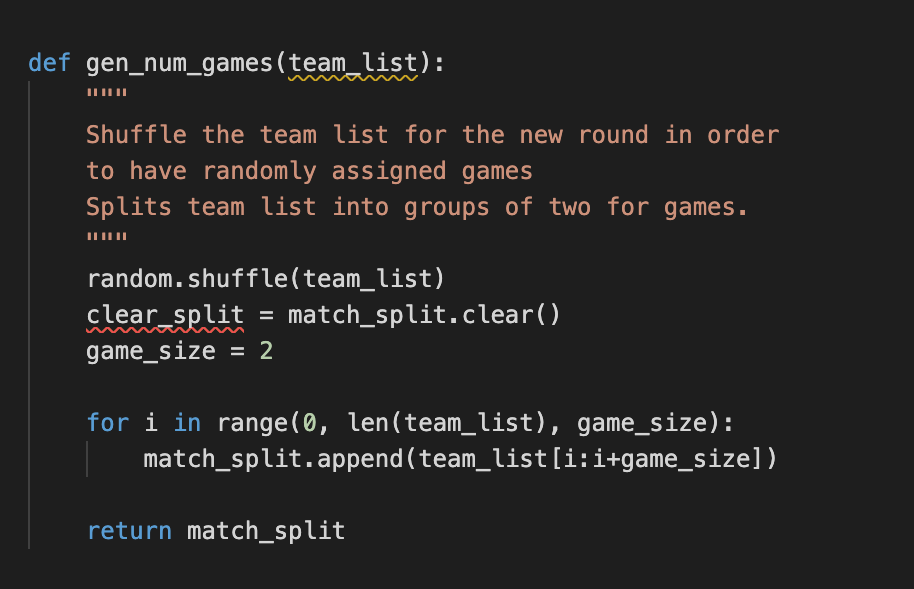 def gen_num_games(team_list):
    """
    Shuffle the team list for the new round in order
    to have randomly assigned games
    Splits team list into groups of two for games.
    """
    random.shuffle(team_list)
    clear_split = match_split.clear()
    game_size = 2
    for i in range(0, len(team_list), game_size):
        match_split.append(team_list[i:i+game_size])
    return match_split